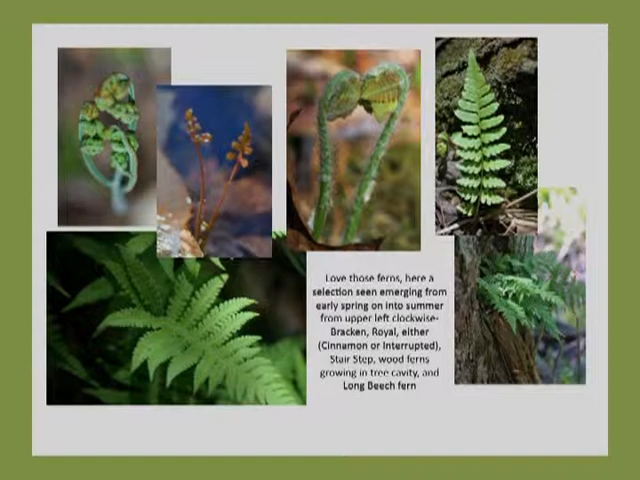 Love those ferns, here a
selection seen emerging from
early spring on into summer
from upper left clockwise-
Bracken, Royal, either
(Cinnamon or Interrupted),
Stair Step, wood ferns
growing in tree cavity, and
Long Beech fern